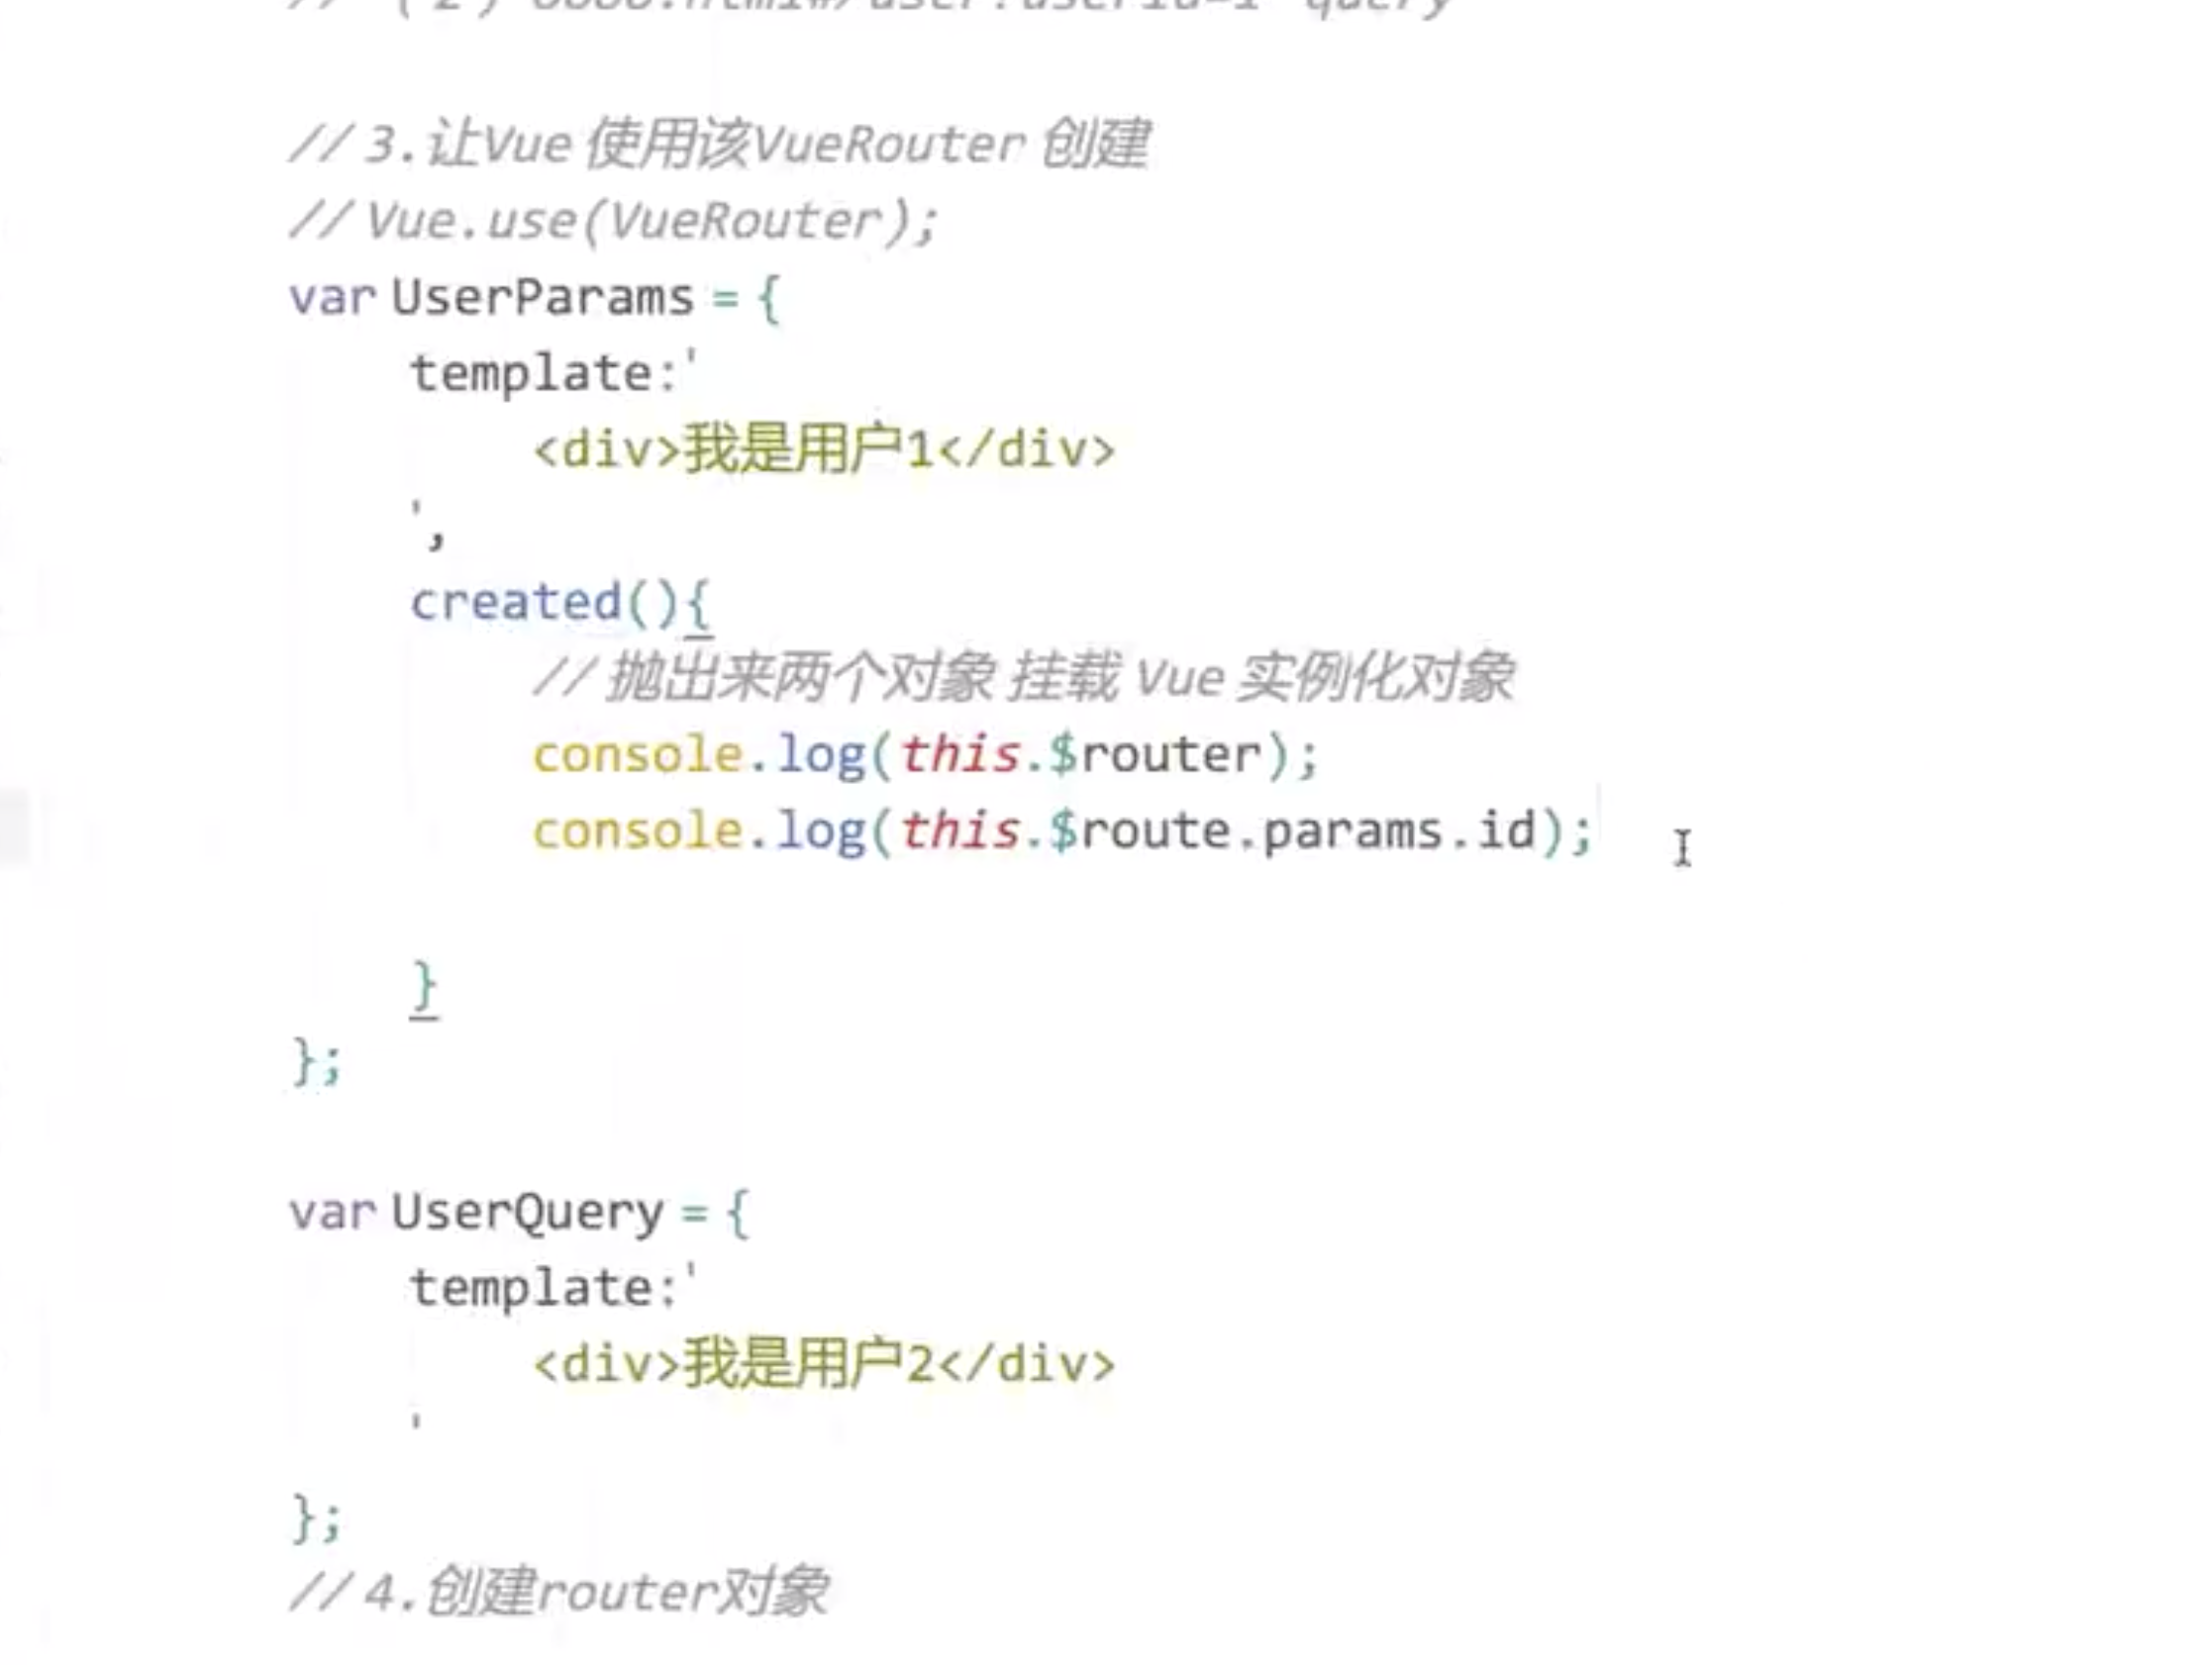 // 3.让Vue 使用该VueRouter 创建
// Vue.use(VueRouter);
var UserParams = {
template:'
<div>我是用户1</div>
',
created(){
// 抛出来两个对象 挂载 Vue 实例化对象
console.log(this.$router);
console.log(this.$route.params.id);
}
};
var UserQuery = {
template:'
<div>我是用户2</div>
'
};
// 4.创建router对象